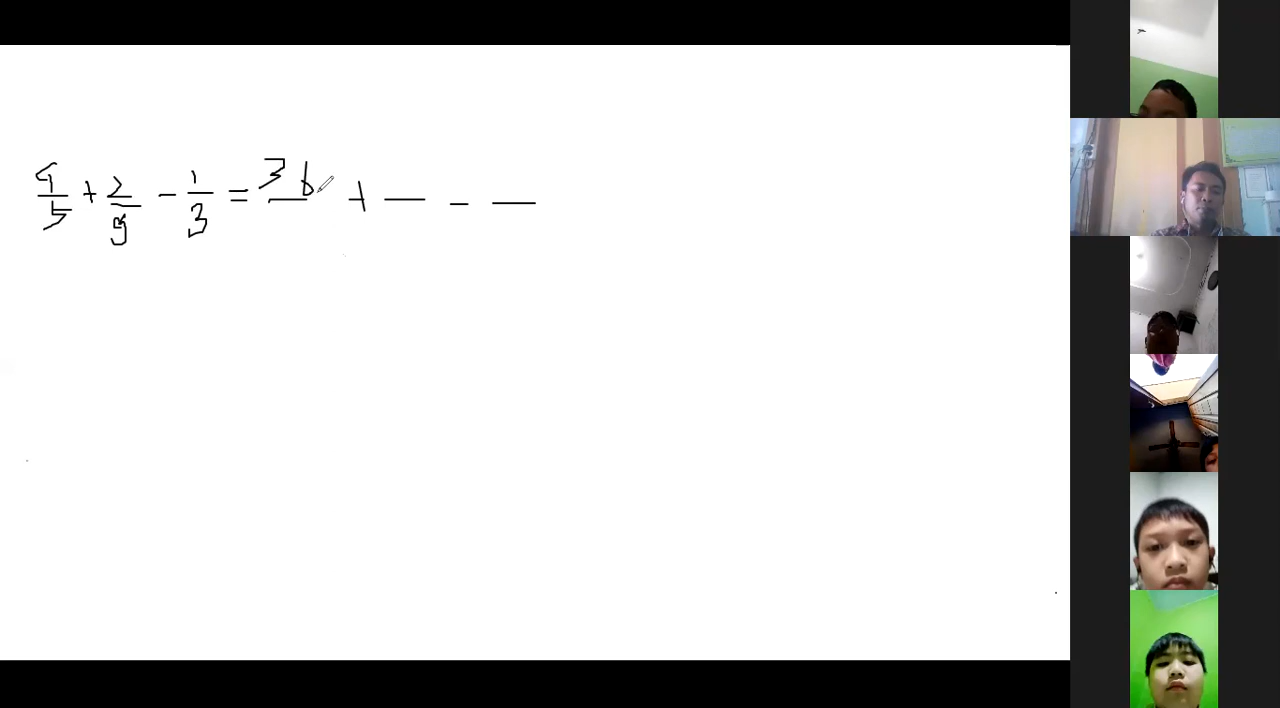 4/5 + 2/9 - 1/3 = 36/ + — - —